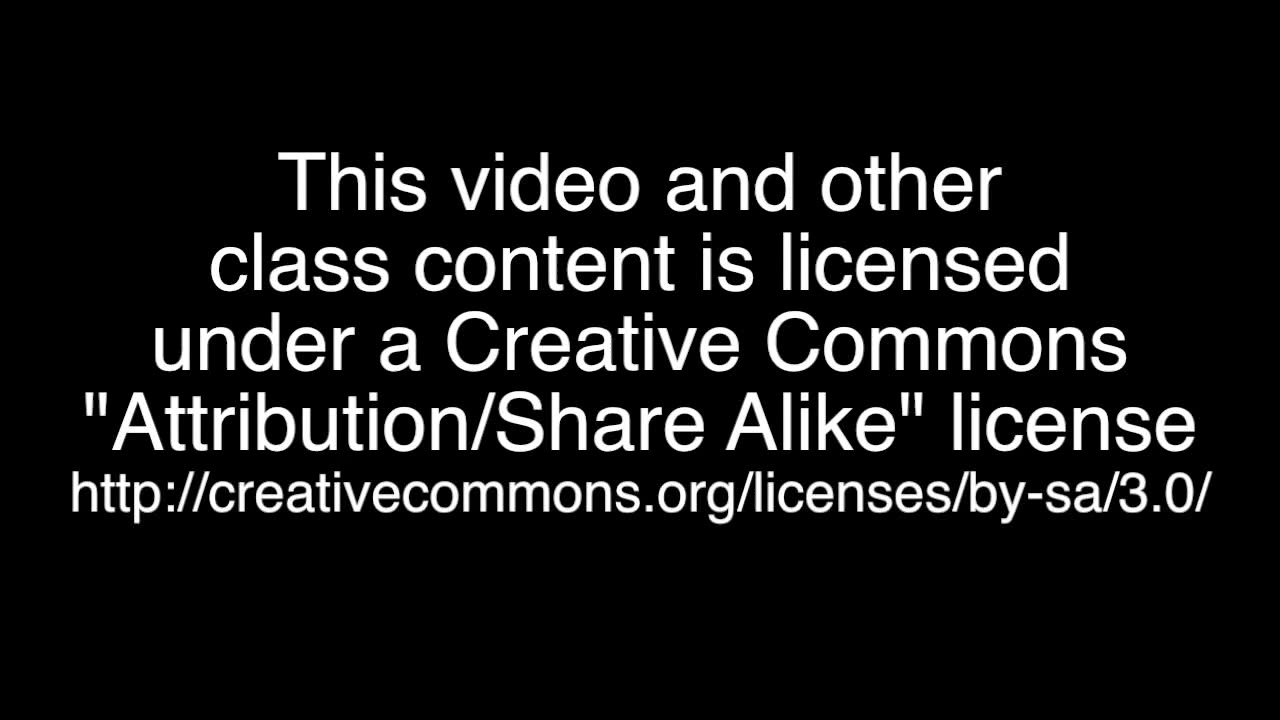 This video and other
class content is licensed
under a Creative Commons
"Attribution/Share Alike" license
http://creativecommons.org/licenses/by-sa/3.0/